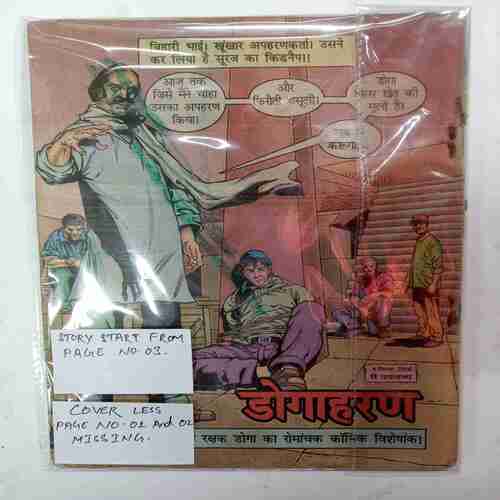 बिहारी भाई। खूंखार अपहरणकर्ता। उसने
कर लिया है सूरज का किडनैप।।
आज तक
जिसे मैंने चाहा
उसका अपहरण
किया।
और
फिरौती वसूली।
डोगा
किस खेत की
मूली है।
STORY START FROM
PAGE NO 03.
COVER LESS
PAGE NO. 01 And 02
MISSING.
डोगाहरण
रक्षक डोगा का रोमांचक कॉमिक विशेषांक।